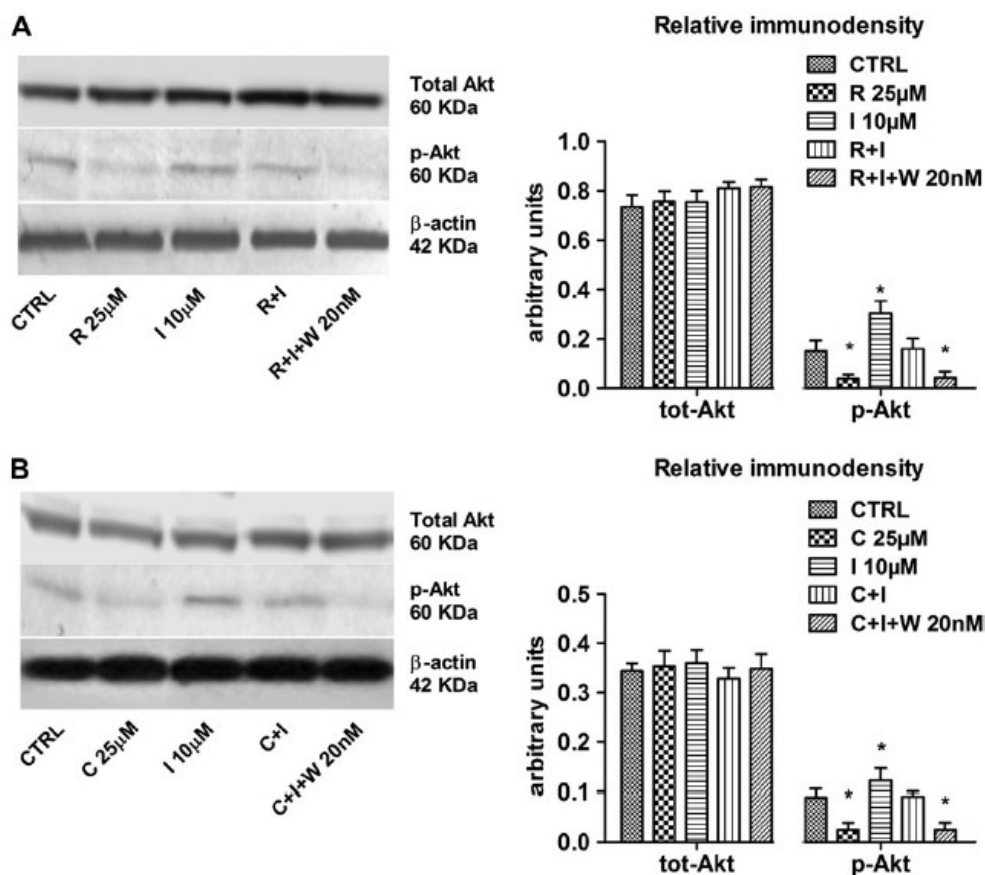 A
Total Akt
60 KDa
p-Akt
60 KDa
β-actin
42 KDa
CTRL
R 25μM
I 10μM
R+I
R+I+W 20nM
Relative immunodensity
CTRL
R 25μM
I 10μM
R+I
R+I+W 20nM
arbitrary units
1.0
0.8
0.6
0.4
0.2
0.0
*
*
*
tot-Akt
p-Akt
B
Total Akt
60 KDa
p-Akt
60 KDa
β-actin
42 KDa
CTRL
C 25μM
I 10μM
C+I
C+I+W 20nM
Relative immunodensity
CTRL
C 25μM
I 10μM
C+I
C+I+W 20nM
arbitrary units
0.5
0.4
0.3
0.2
0.1
0.0
*
*
*
tot-Akt
p-Akt